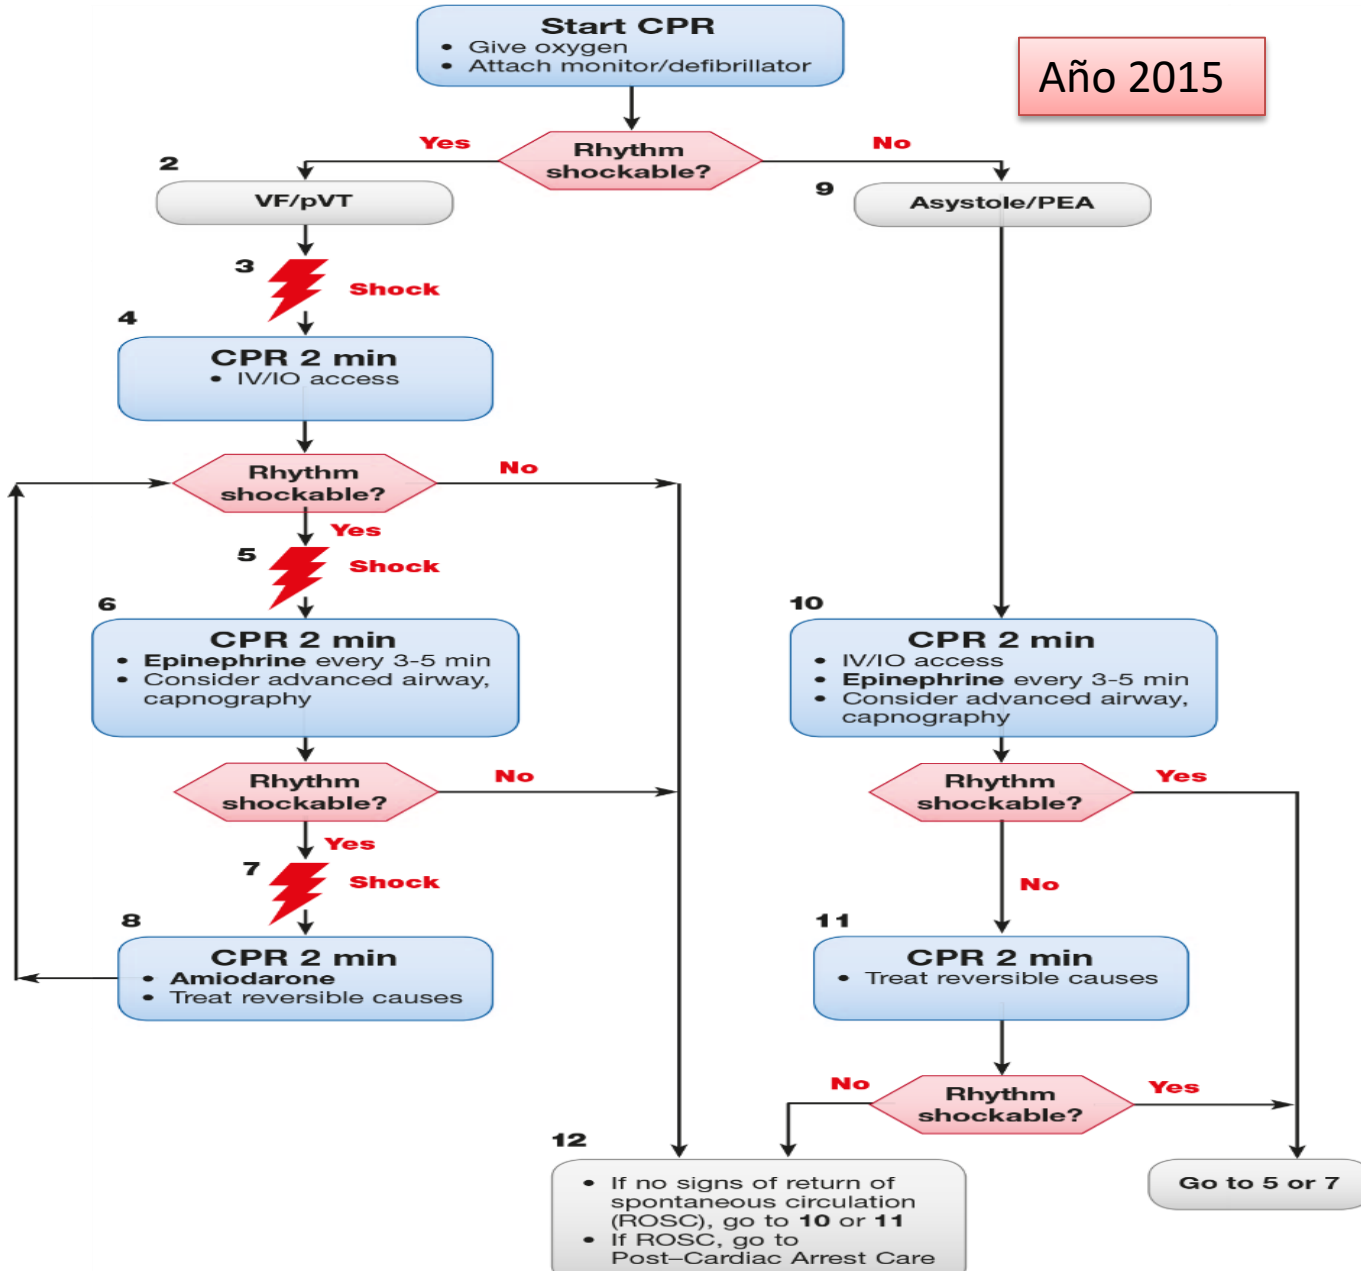 Start CPR
• Give oxygen
• Attach monitor/defibrillator
Año 2015
Rhythm
shockable?
Yes
No
2
VF/pVT
9
Asystole/PEA
3
Shock
4
CPR 2 min
• IV/IO access
Rhythm
shockable?
No
Yes
5
Shock
6
CPR 2 min
• Epinephrine every 3-5 min
• Consider advanced airway,
capnography
10
CPR 2 min
• IV/IO access
• Epinephrine every 3-5 min
• Consider advanced airway,
capnography
Rhythm
shockable?
No
Yes
Rhythm
shockable?
Yes
No
7
Shock
8
CPR 2 min
• Amiodarone
• Treat reversible causes
11
CPR 2 min
• Treat reversible causes
Rhythm
shockable?
No
Yes
12
• If no signs of return of
spontaneous circulation
(ROSC), go to 10 or 11
• If ROSC, go to
Post–Cardiac Arrest Care
Go to 5 or 7